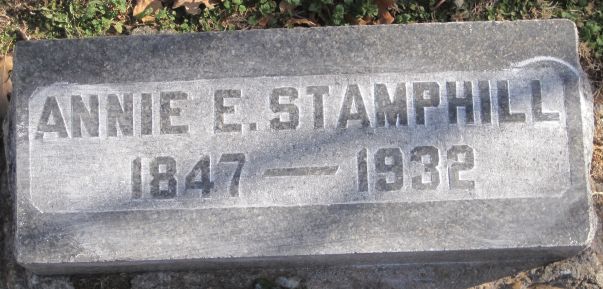 ANNIE E. STAMPHILL
1847 — 1932